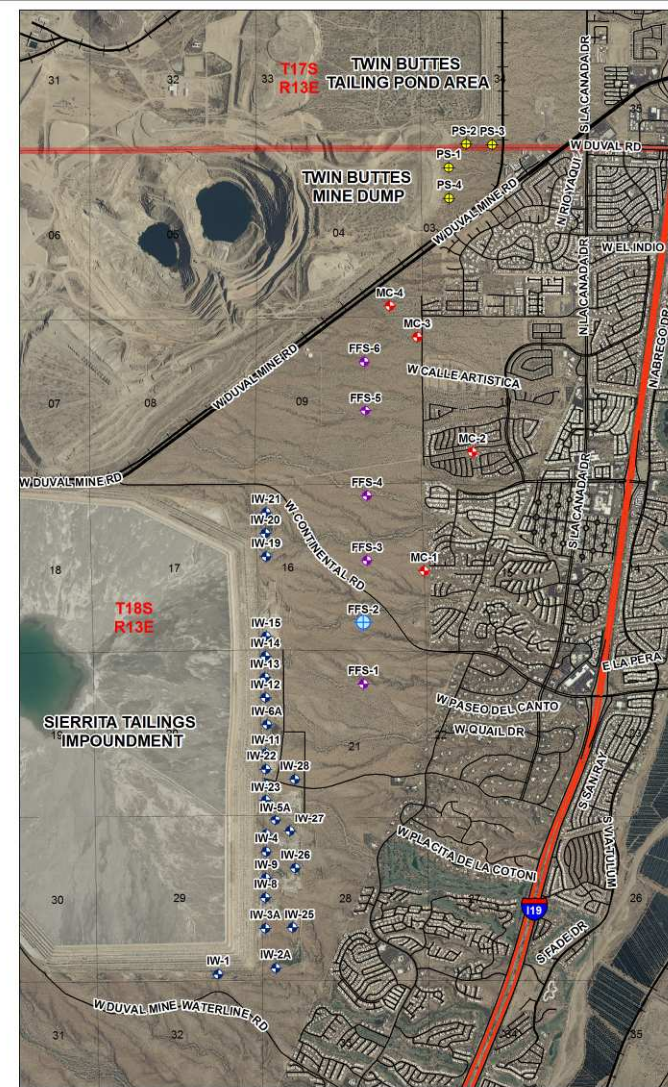 31
32
33
T17S
R13E
TWIN BUTTES
TAILING POND AREA
34
35
S LA CANADA DR
PS-2
PS-3
W DUVAL RD
PS-1
TWIN BUTTES
MINE DUMP
PS-4
N RIO YAQUI
W DUVAL MINE RD
06
05
04
03
W EL INDIO
N LA CANADA DR
N ABREGO DR
MC-4
MC-3
FFS-6
W CALLE ARTISTICA
W DUVAL MINE RD
07
08
09
10
FFS-5
MC-2
S LA CANADA DR
W DUVAL MINE RD
FFS-4
IW-21
IW-20
IW-19
W CONTINENTAL RD
18
17
16
FFS-3
MC-1
T18S
R13E
FFS-2
IW-15
IW-14
IW-13
IW-12
FFS-1
E LA PERA
SIERRITA TAILINGS
IMPOUNDMENT
19
IW-6A
W PASEO DEL CANTO
W QUAIL DR
IW-11
21
22
23
IW-22
IW-28
S SAN RAY
IW-23
IW-5A
IW-27
S VIA TULUM
IW-4
W PLACITA DE LA COTONI
IW-9
IW-26
IW-8
30
29
28
27
26
I19
IW-3A
IW-25
S FADE DR
IW-1
IW-2A
W DUVAL MINE WATERLINE RD
31
32
33
34
35